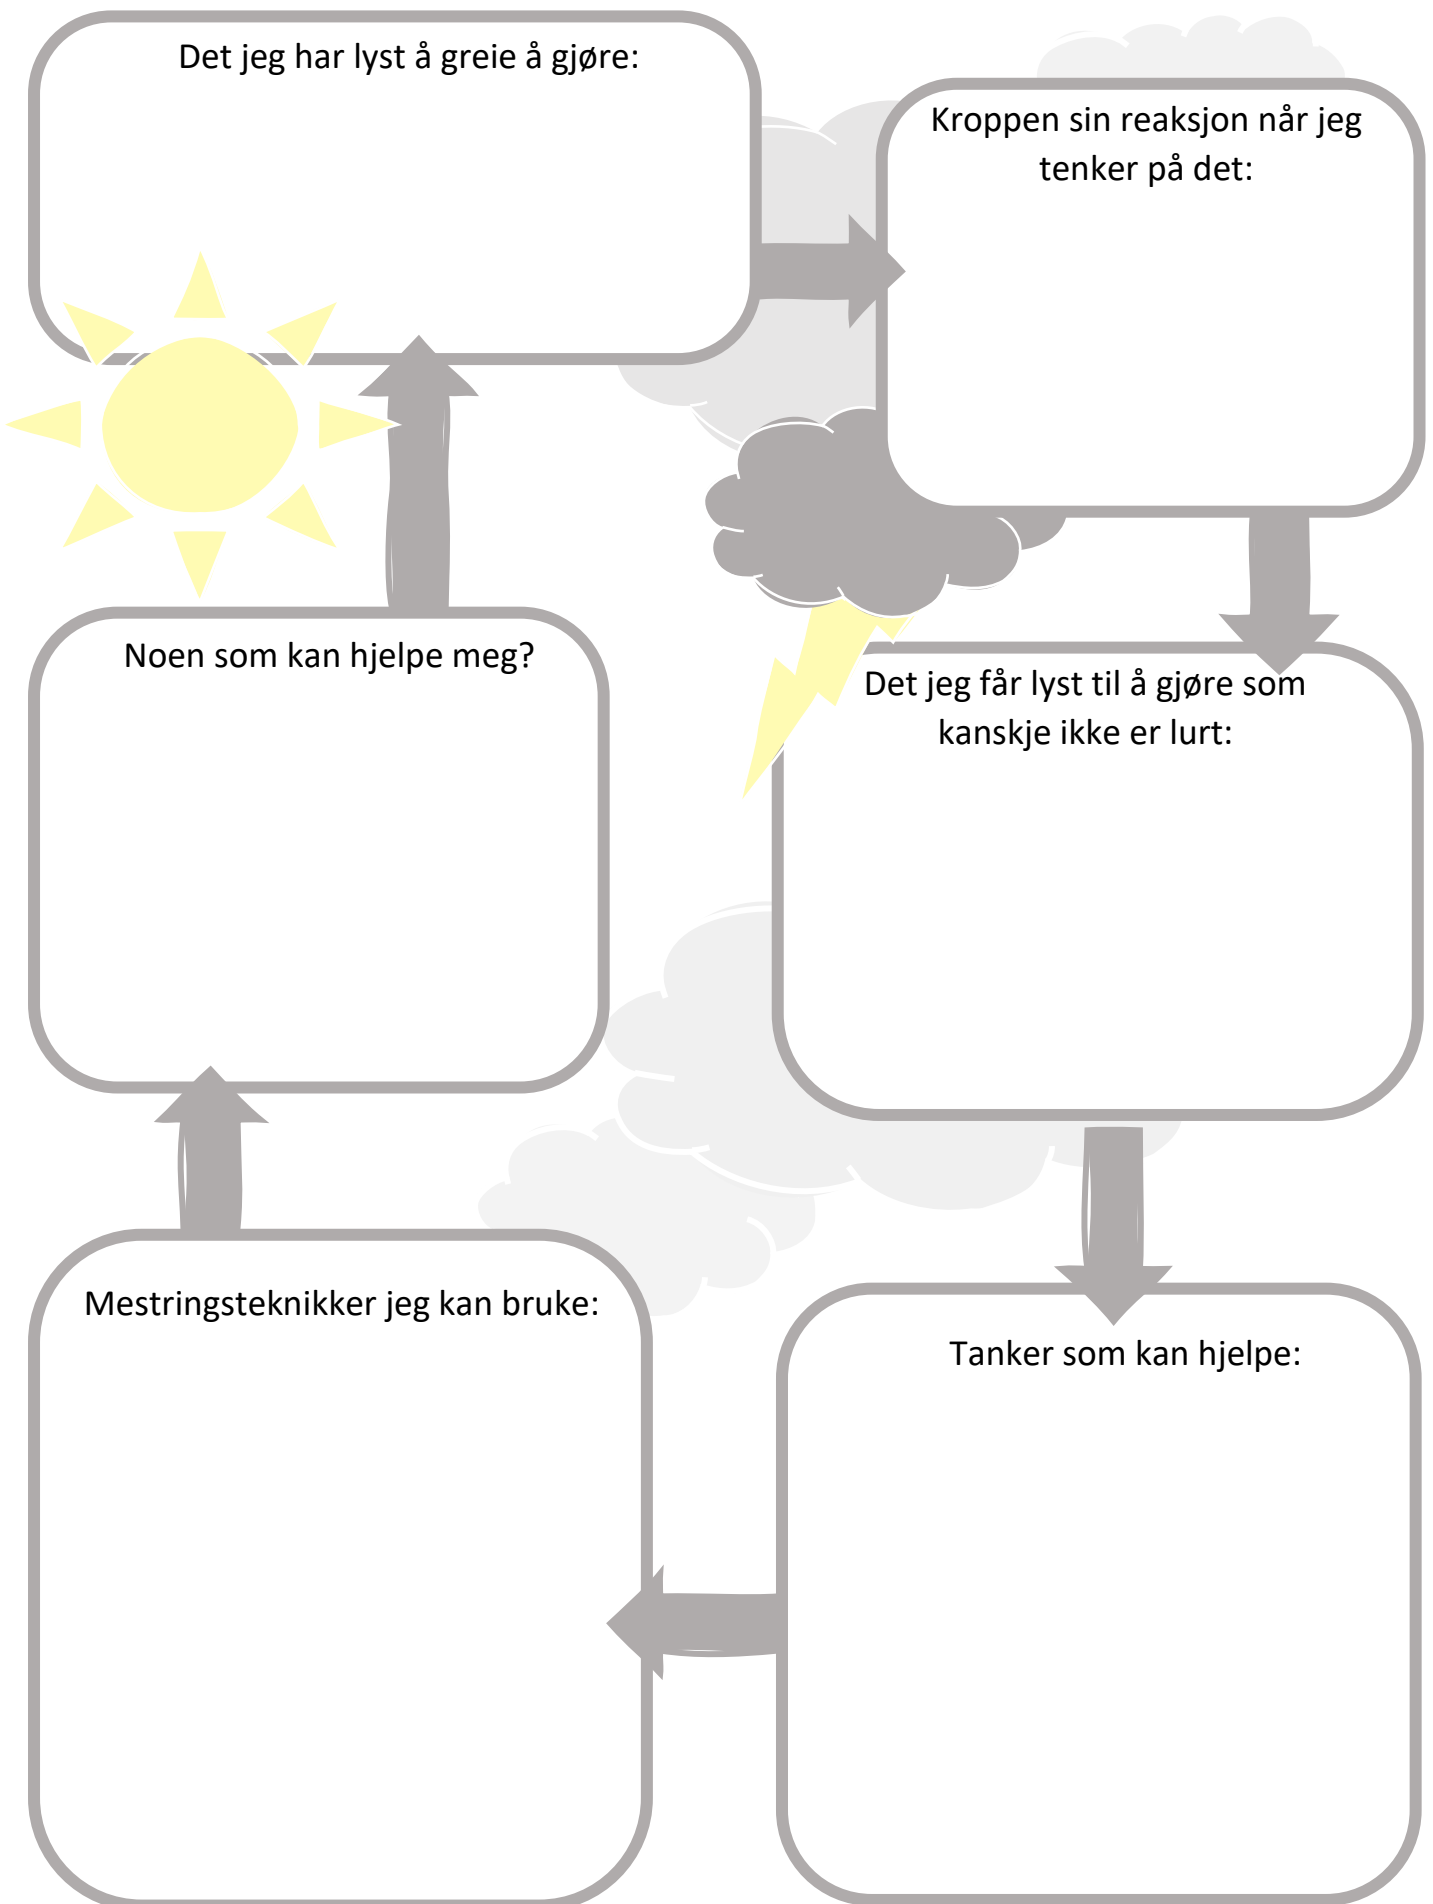 Det jeg har lyst å greie å gjøre:
Kroppen sin reaksjon når jeg
tenker på det:
Det jeg får lyst til å gjøre som
kanskje ikke er lurt:
Tanker som kan hjelpe:
Mestringsteknikker jeg kan bruke:
Noen som kan hjelpe meg?